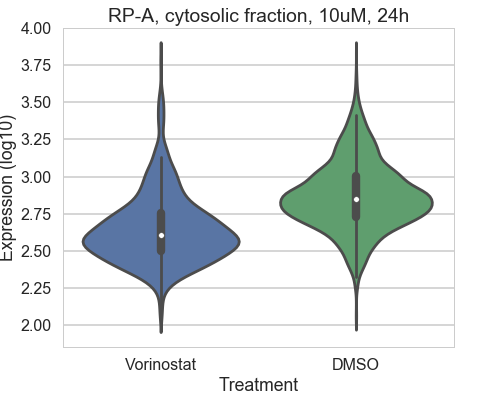 RP-A, cytosolic fraction, 10uM, 24h
Expression (log10)
4.00
3.75
3.50
3.25
3.00
2.75
2.50
2.25
2.00
Vorinostat
DMSO
Treatment